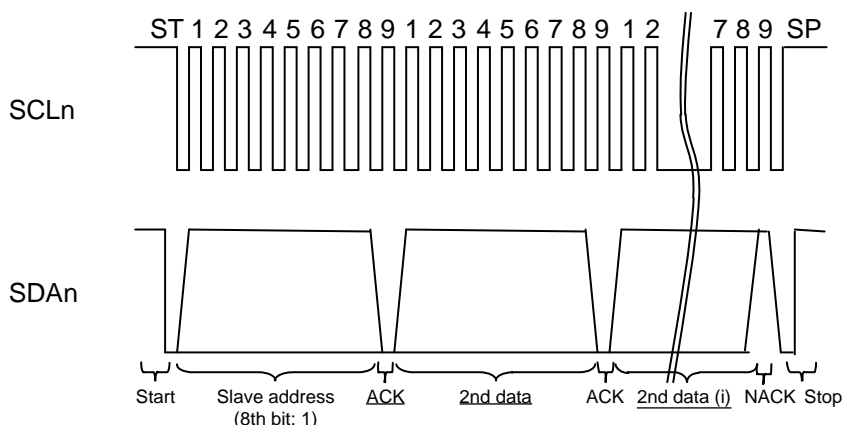 ST 1 2 3 4 5 6 7 8 9 1 2 3 4 5 6 7 8 9 1 2 7 8 9 SP
SCLn
SDAn
Start Slave address ACK 2nd data ACK 2nd data (i) NACK Stop
(8th bit: 1)